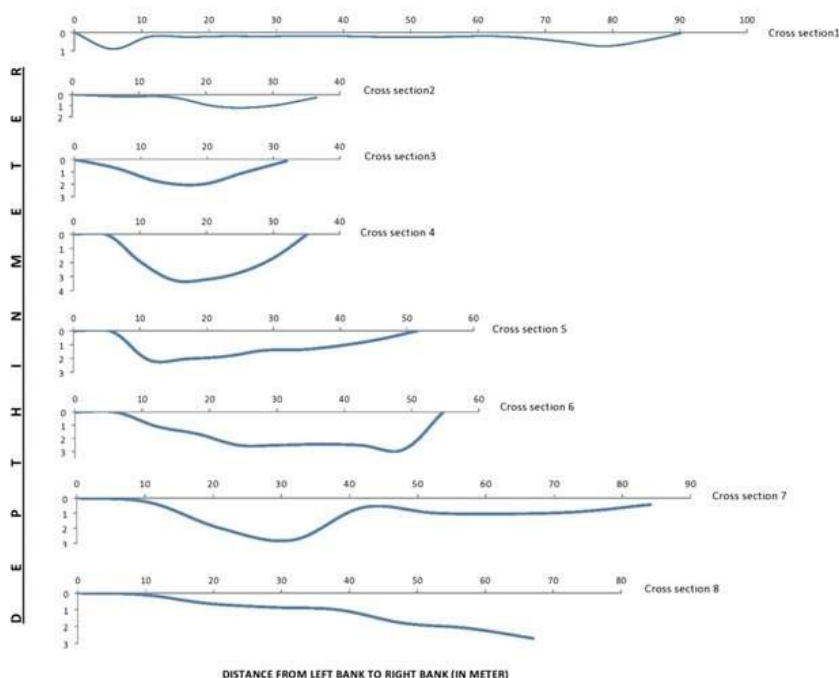 0 10 20 30 40 50 60 70 80 90 100
0
1
Cross section1
0 10 20 30 40
0
1
2
Cross section2
0 10 20 30 40
0
1
2
3
Cross section3
0 10 20 30 40
0
1
2
3
4
Cross section 4
0 10 20 30 40 50 60
0
1
2
3
Cross section 5
0 10 20 30 40 50 60
0
1
2
3
Cross section 6
0 10 20 30 40 50 60 70 80 90
0
1
2
3
Cross section 7
0 10 20 30 40 50 60 70 80
0
1
2
3
Cross section 8
DEPTH IN METER
DISTANCE FROM LEFT BANK TO RIGHT BANK (IN METER)